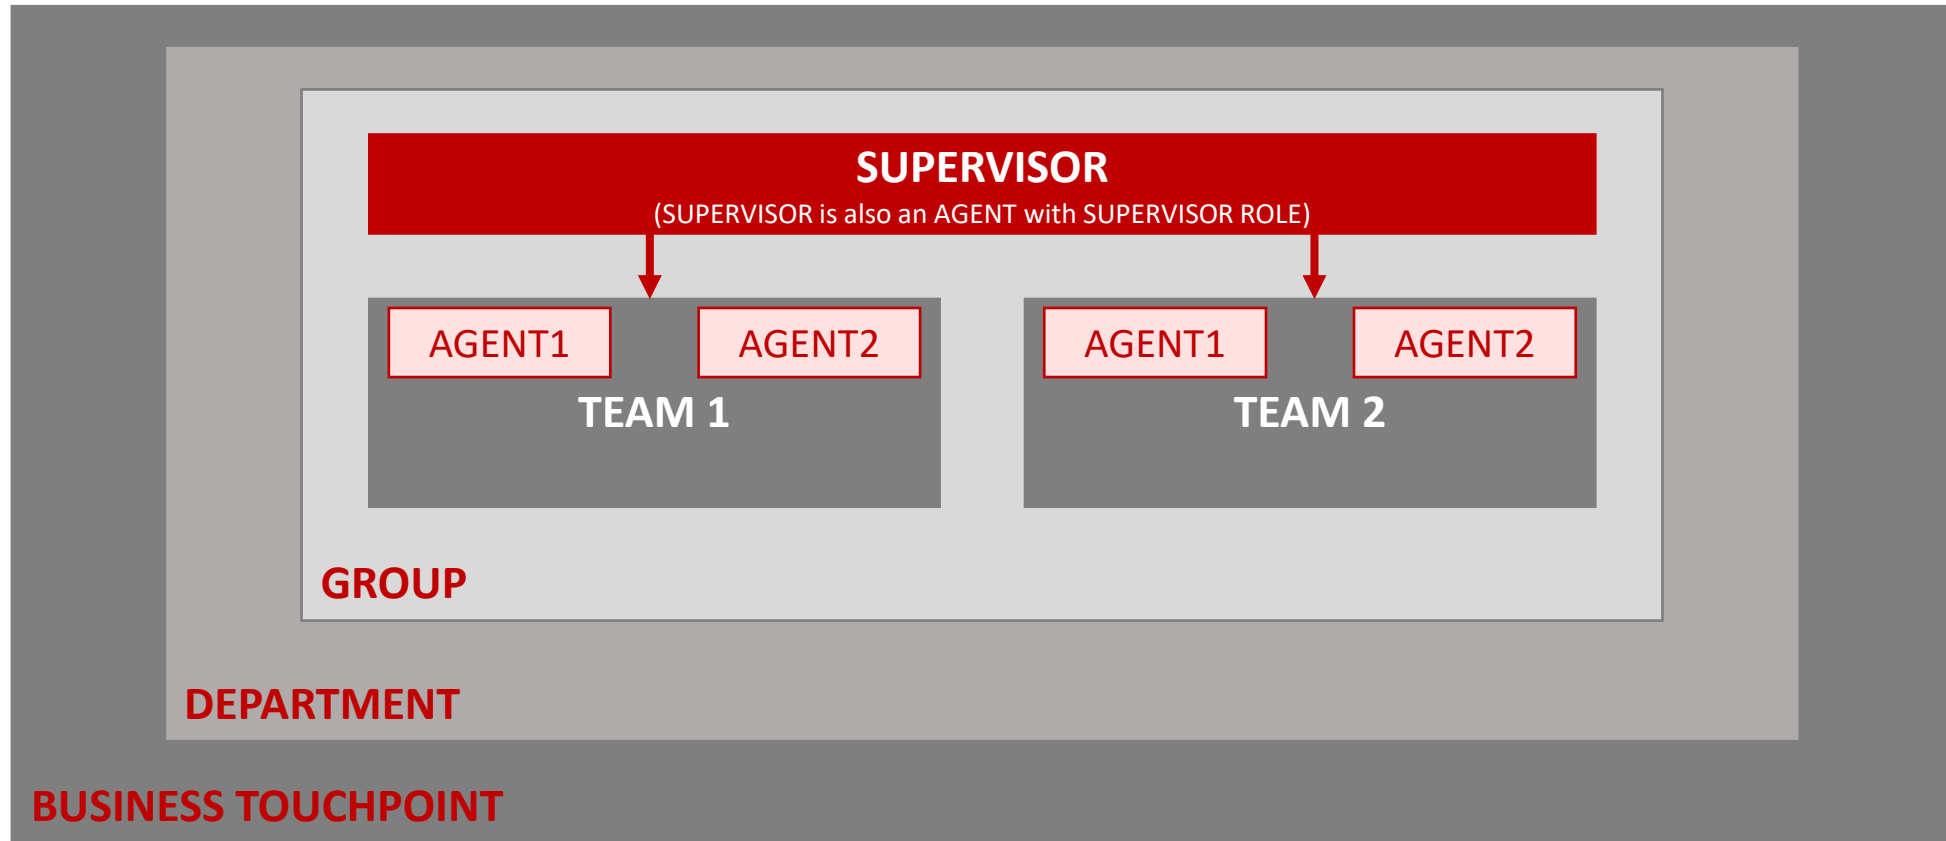 SUPERVISOR
(SUPERVISOR is also an AGENT with SUPERVISOR ROLE)
AGENT1
AGENT2
TEAM 1
AGENT1
AGENT2
TEAM 2
GROUP
DEPARTMENT
BUSINESS TOUCHPOINT